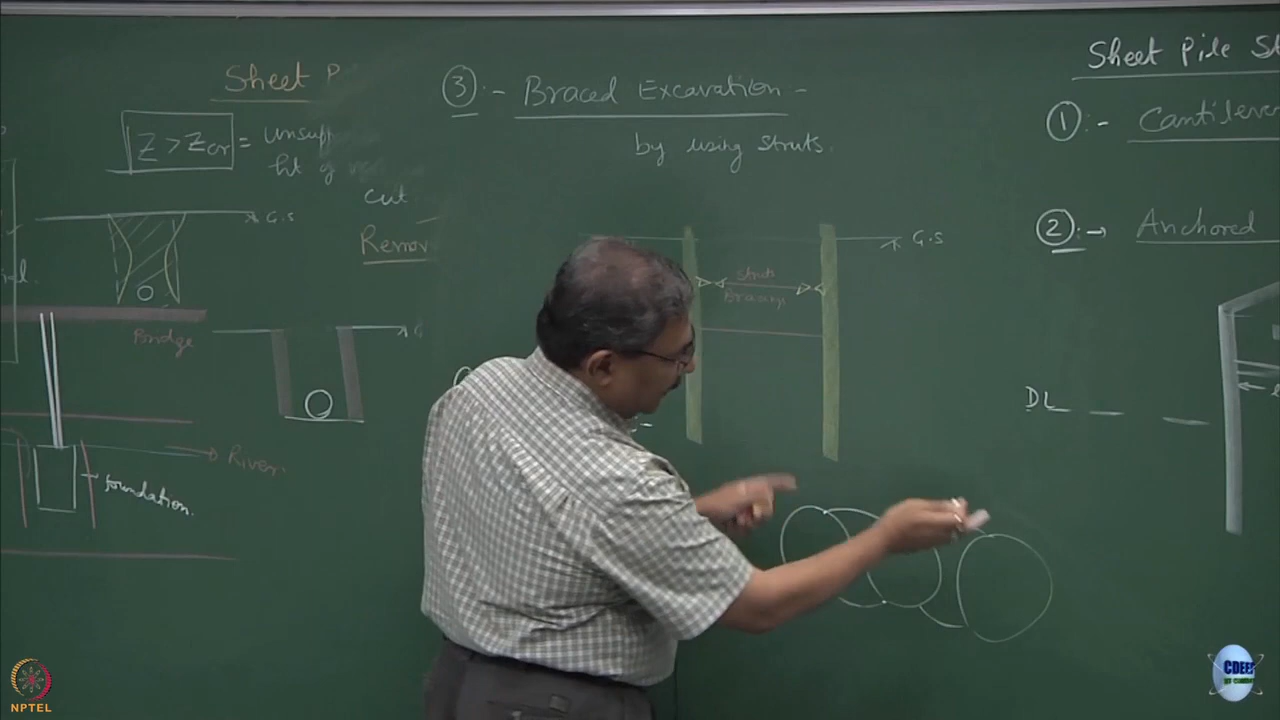 Sheet P
Z > Zcr = Unsupp
ht of
cut
G.S
Remov
Bridge
River
foundation.
3 :- Braced Excavation -
by using struts.
G.S
struts
Bracing
Sheet Pile St
1 :- Cantilever
2 :- Anchored
DL
NPTEL
CDEEP